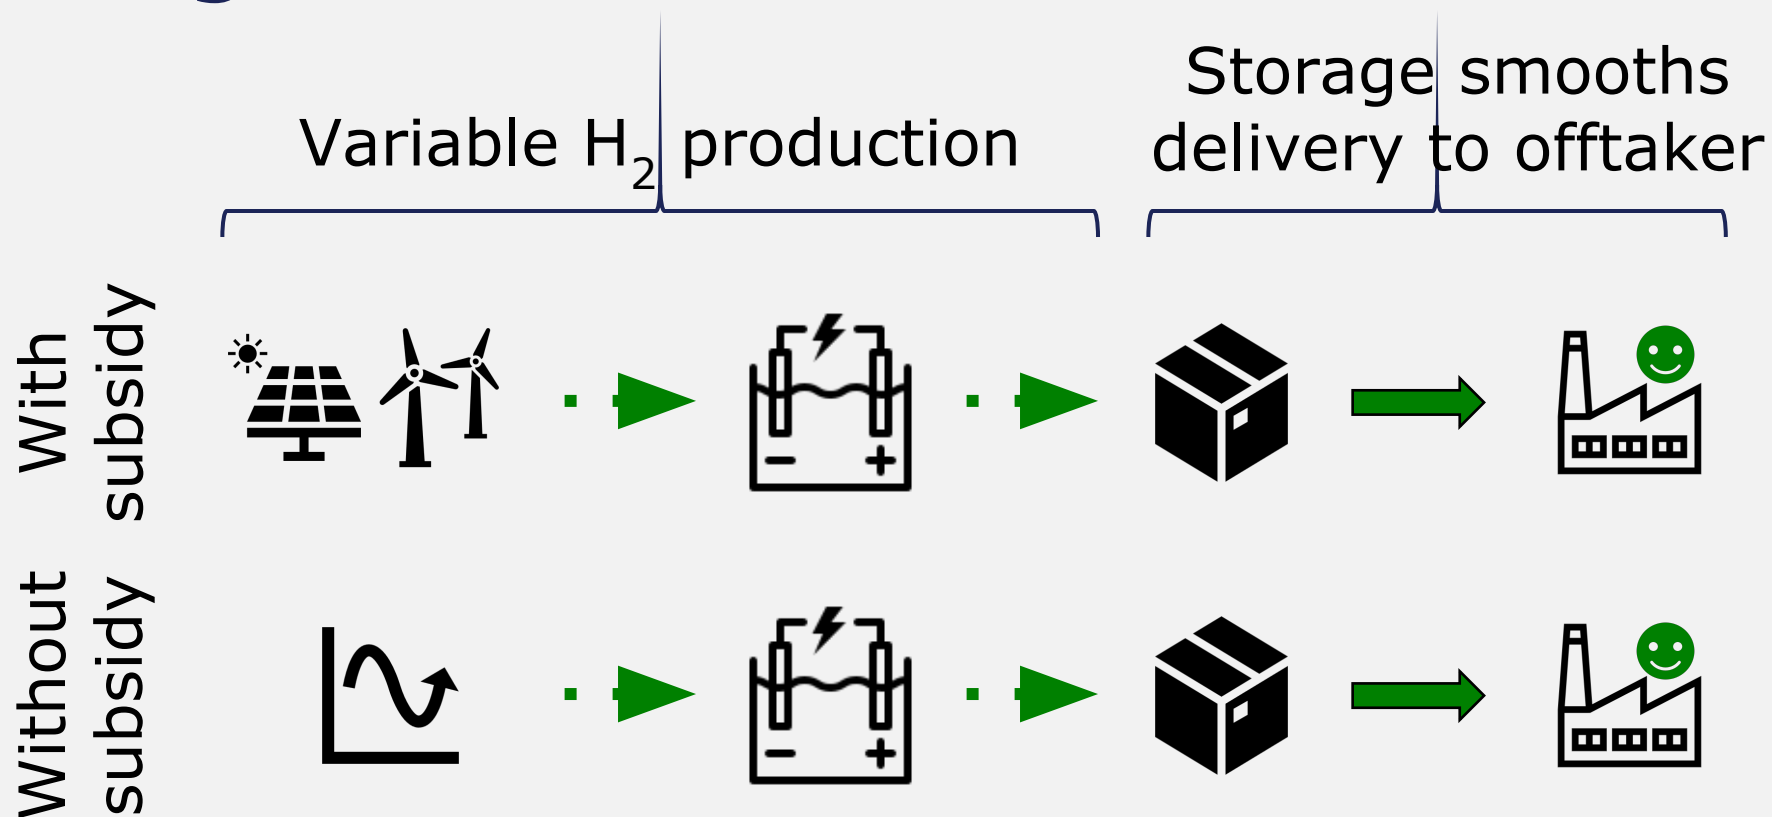 Variable H₂ production
Storage smooths
delivery to offtaker
With
subsidy
Without
subsidy